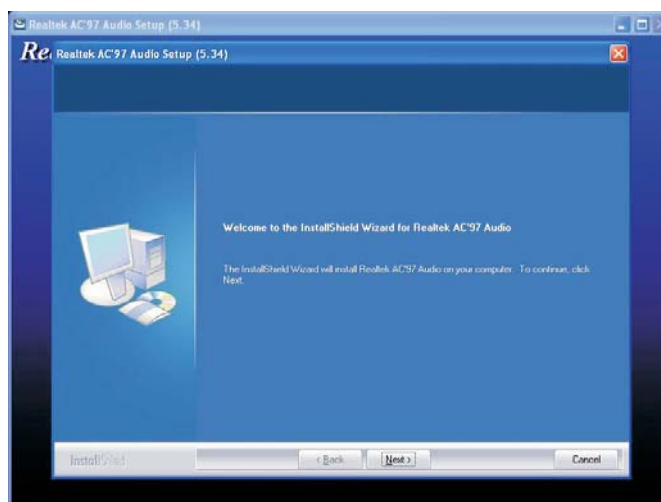 Realtek AC'97 Audio Setup (5.34)
Realtek AC'97 Audio Setup (5.34)
Welcome to the InstallShield Wizard for Realtek AC'97 Audio
The InstallShield Wizard will install Realtek AC'97 Audio on your computer. To continue, click
Next.
InstallShield
< Back
Next >
Cancel